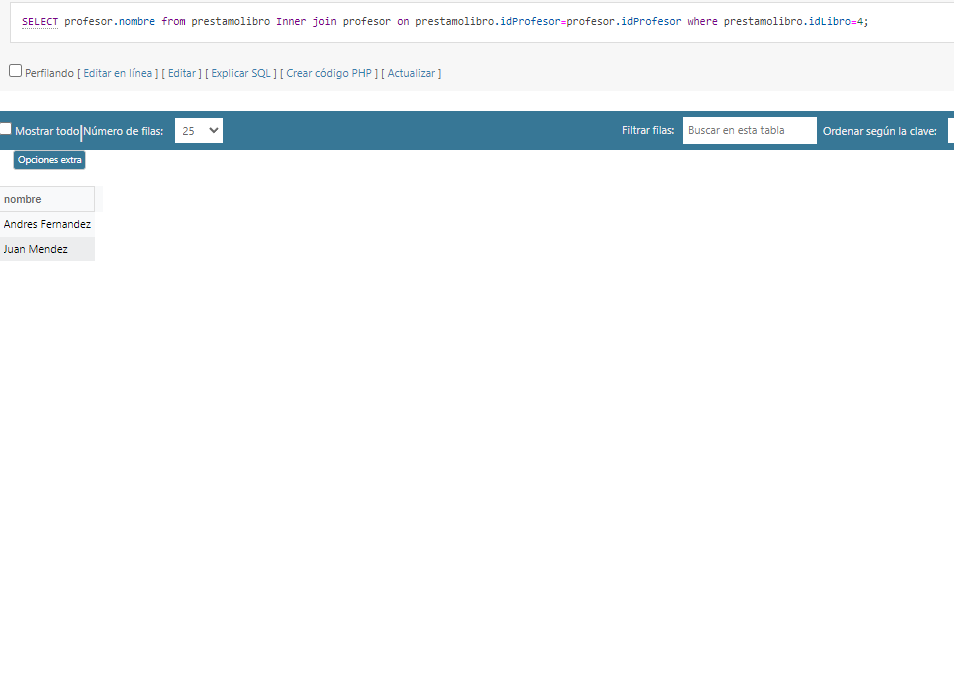 SELECT profesor.nombre from prestamolibro Inner join profesor on prestamolibro.idProfesor=profesor.idProfesor where prestamolibro.idLibro=4;
Perfilando [ Editar en línea ] [ Editar ] [ Explicar SQL ] [ Crear código PHP ] [ Actualizar ]
Mostrar todo Número de filas: 25 Filtrar filas: Buscar en esta tabla Ordenar según la clave:
Opciones extra
nombre
Andres Fernandez
Juan Mendez